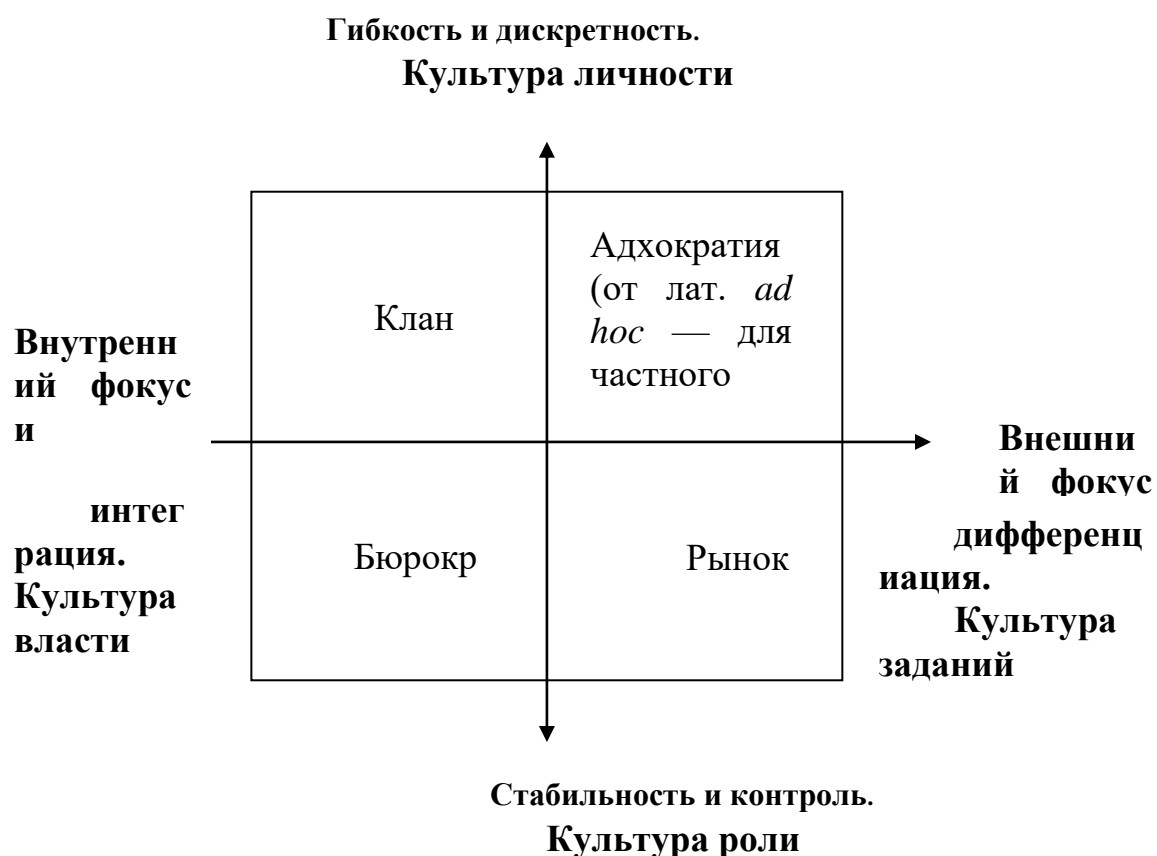 Гибкость и дискретность.
Культура личности
Адхократия
(от лат. ad
hoc — для
частного
Клан
Внутренн
ий фокус
и
интег
рация.
Культура
власти
Внешни
й фокус
дифференц
иация.
Культура
заданий
Бюрокр
Рынок
Стабильность и контроль.
Культура роли